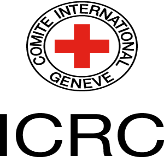 COMITE INTERNATIONAL
GENEVE
ICRC